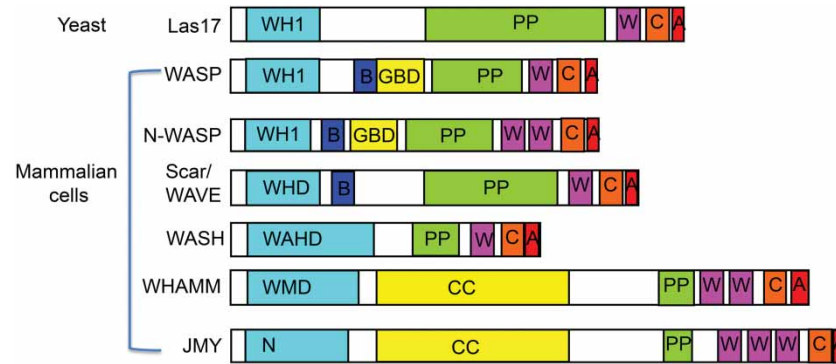 Yeast Las17 WH1 PP W C A
WASP WH1 B GBD PP W C A
N-WASP WH1 B GBD PP W W C A
Mammalian
cells
Scar/
WAVE WHD B PP W C A
WASH WAHD PP W C A
WHAMM WMD CC PP W W C A
JMY N CC PP W W W C